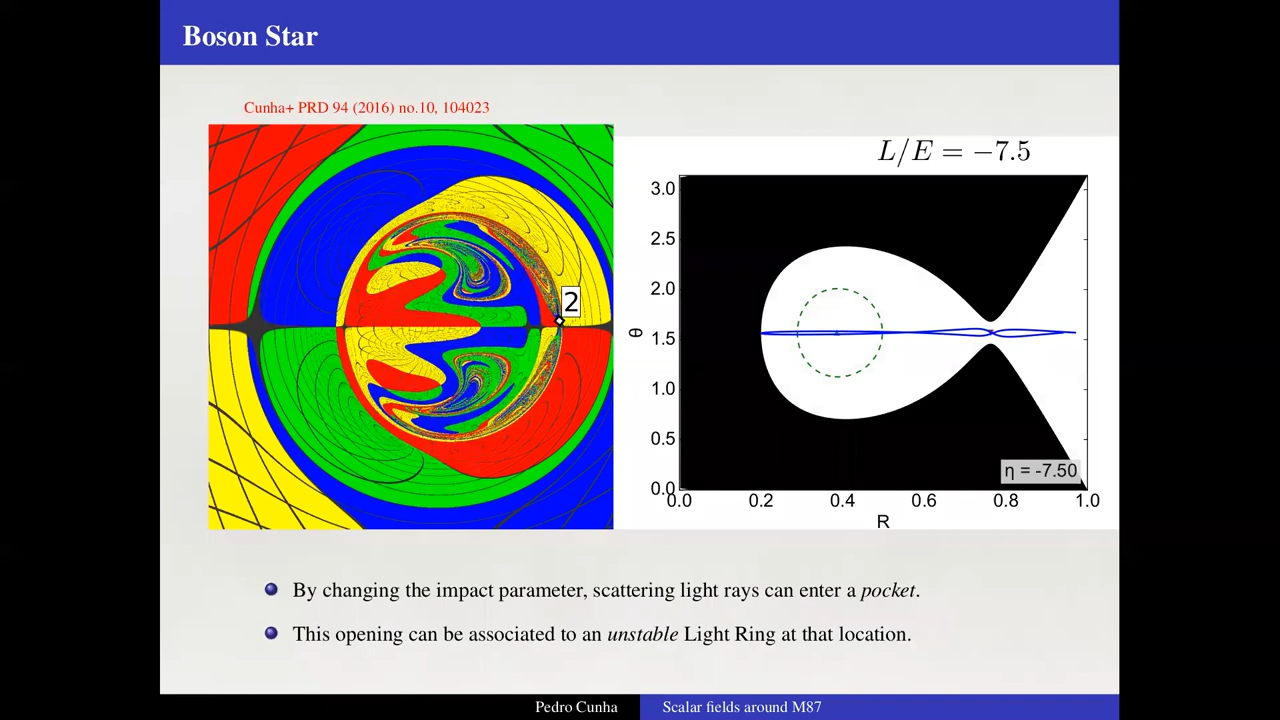 Boson Star
Cunha+ PRD 94 (2016) no.10, 104023
2
L/E = −7.5
3.0
2.5
2.0
θ
1.5
1.0
0.5
η = -7.50
0.0
0.0 0.2 0.4 0.6 0.8 1.0
R
By changing the impact parameter, scattering light rays can enter a pocket.
This opening can be associated to an unstable Light Ring at that location.
Pedro Cunha Scalar fields around M87